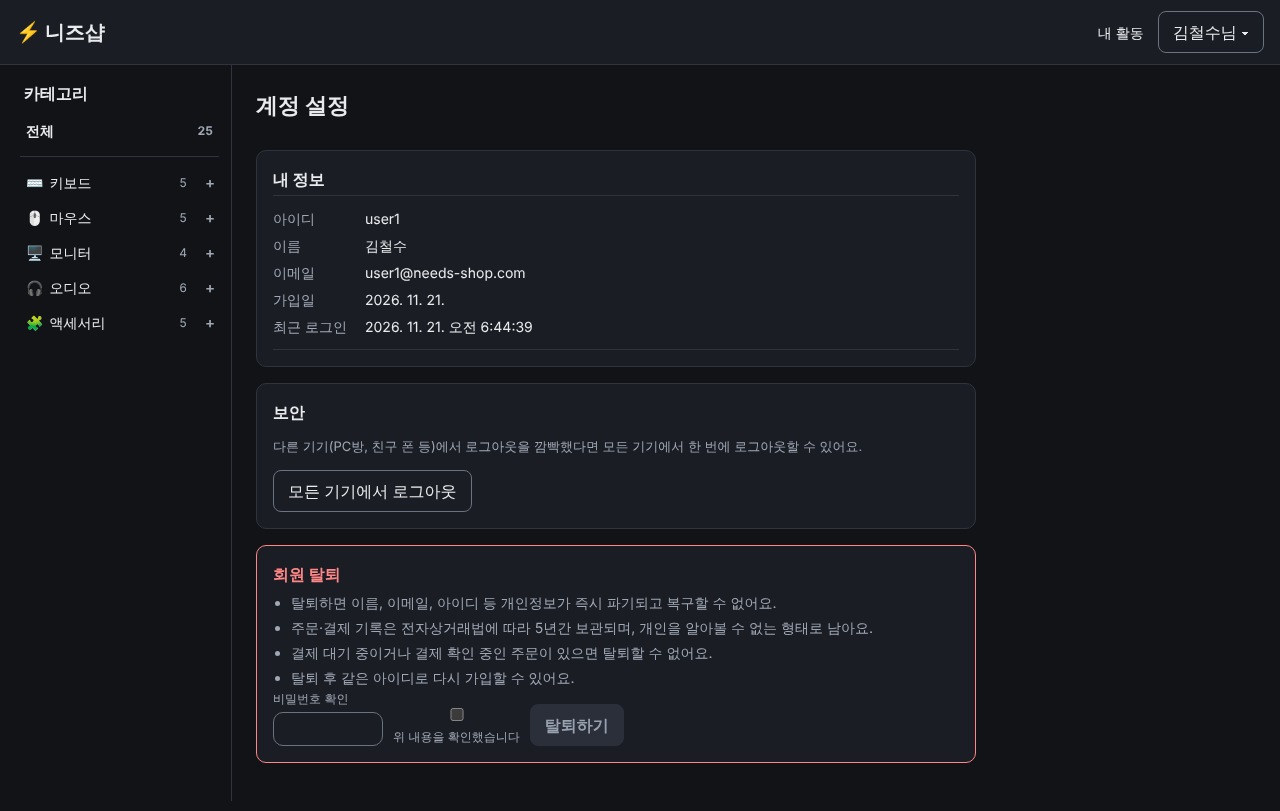 ⚡ 니즈샵
내 활동
김철수님
카테고리
전체 25
키보드 5 +
마우스 5 +
모니터 4 +
오디오 6 +
액세서리 5 +
계정 설정
내 정보
아이디 user1
이름 김철수
이메일 user1@needs-shop.com
가입일 2026. 11. 21.
최근 로그인 2026. 11. 21. 오전 6:44:39
보안
다른 기기(PC방, 친구 폰 등)에서 로그아웃을 깜빡했다면 모든 기기에서 한 번에 로그아웃할 수 있어요.
모든 기기에서 로그아웃
회원 탈퇴
• 탈퇴하면 이름, 이메일, 아이디 등 개인정보가 즉시 파기되고 복구할 수 없어요.
• 주문·결제 기록은 전자상거래법에 따라 5년간 보관되며, 개인을 알아볼 수 없는 형태로 남아요.
• 결제 대기 중이거나 결제 확인 중인 주문이 있으면 탈퇴할 수 없어요.
• 탈퇴 후 같은 아이디로 다시 가입할 수 있어요.
비밀번호 확인
위 내용을 확인했습니다
탈퇴하기